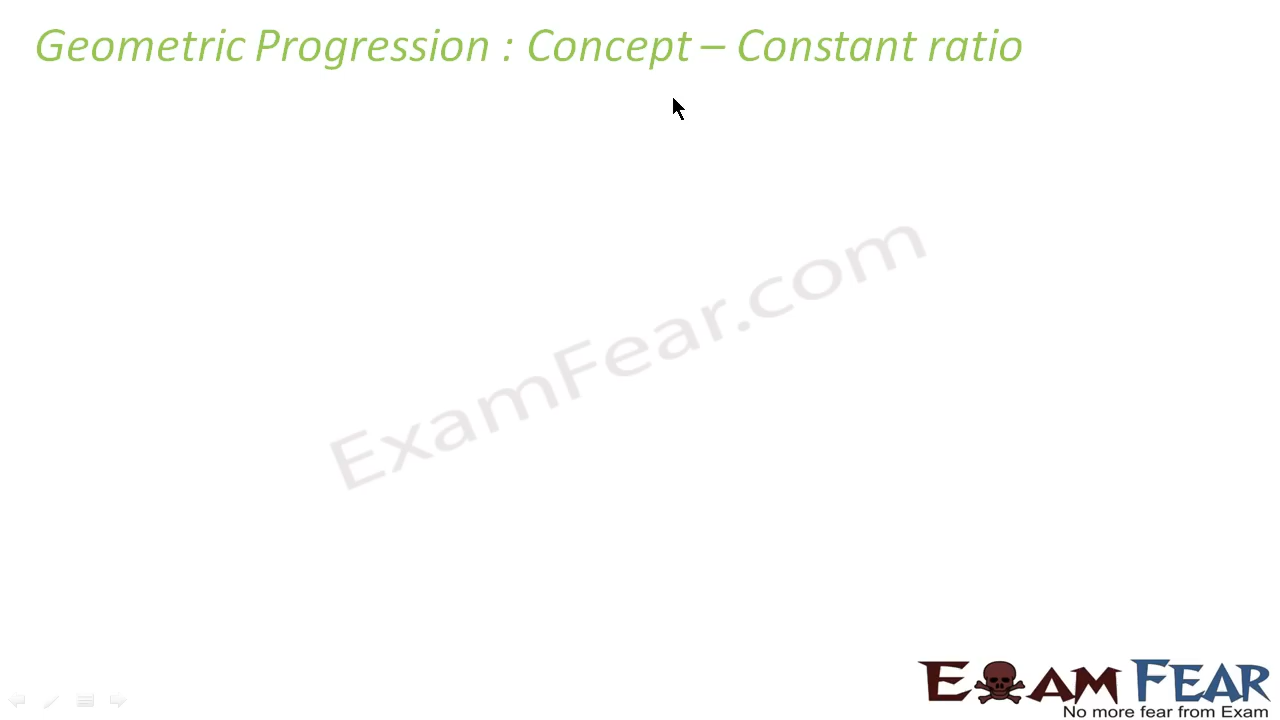 Geometric Progression : Concept – Constant ratio
ExamFear.com
EXAM FEAR
No more fear from Exam